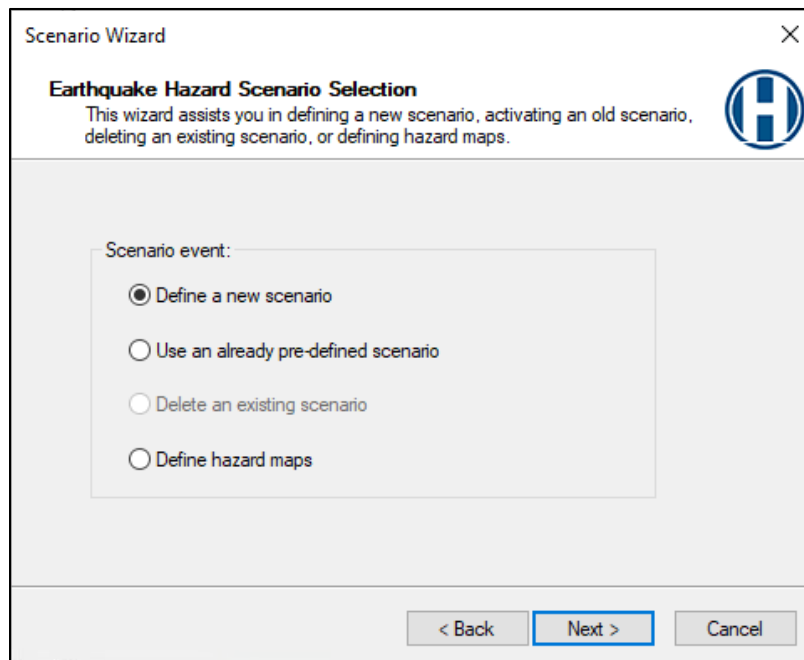 Scenario Wizard
Earthquake Hazard Scenario Selection
This wizard assists you in defining a new scenario, activating an old scenario,
deleting an existing scenario, or defining hazard maps.
Scenario event:
Define a new scenario
Use an already pre-defined scenario
Delete an existing scenario
Define hazard maps
< Back
Next >
Cancel